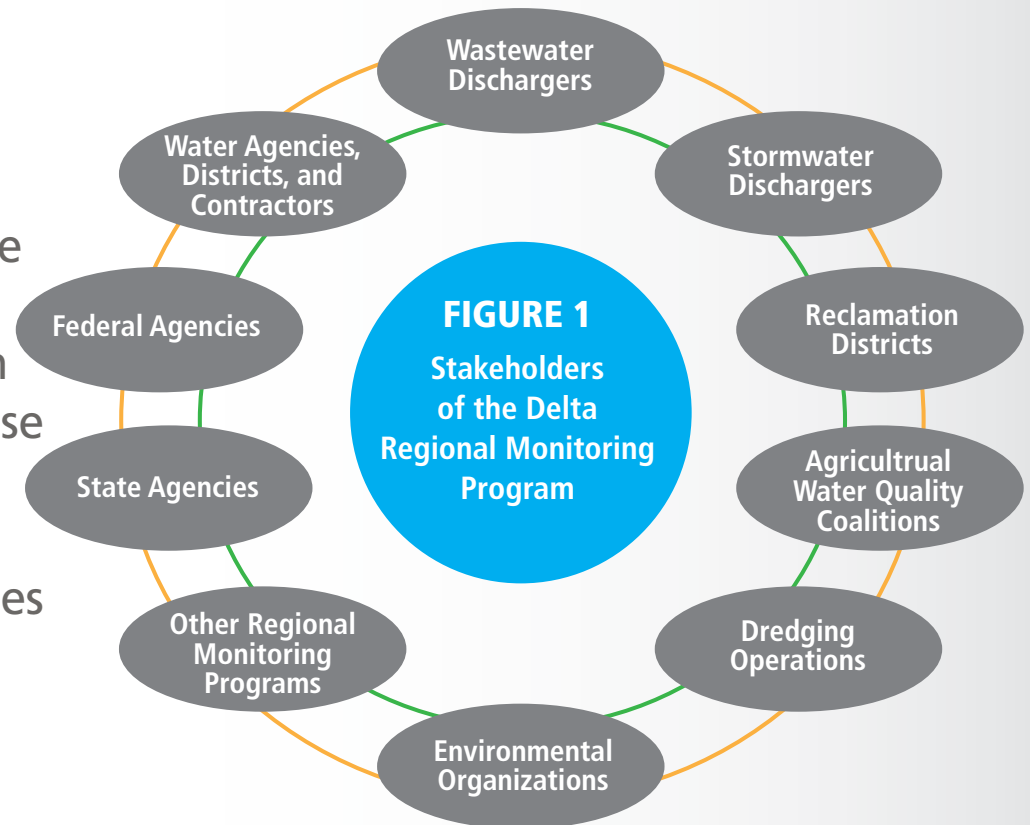 Wastewater
Dischargers
Water Agencies,
Districts, and
Contractors
Stormwater
Dischargers
Federal Agencies
Reclamation
Districts
FIGURE 1
Stakeholders
of the Delta
Regional Monitoring
Program
State Agencies
Agricultrual
Water Quality
Coalitions
Other Regional
Monitoring
Programs
Dredging
Operations
Environmental
Organizations